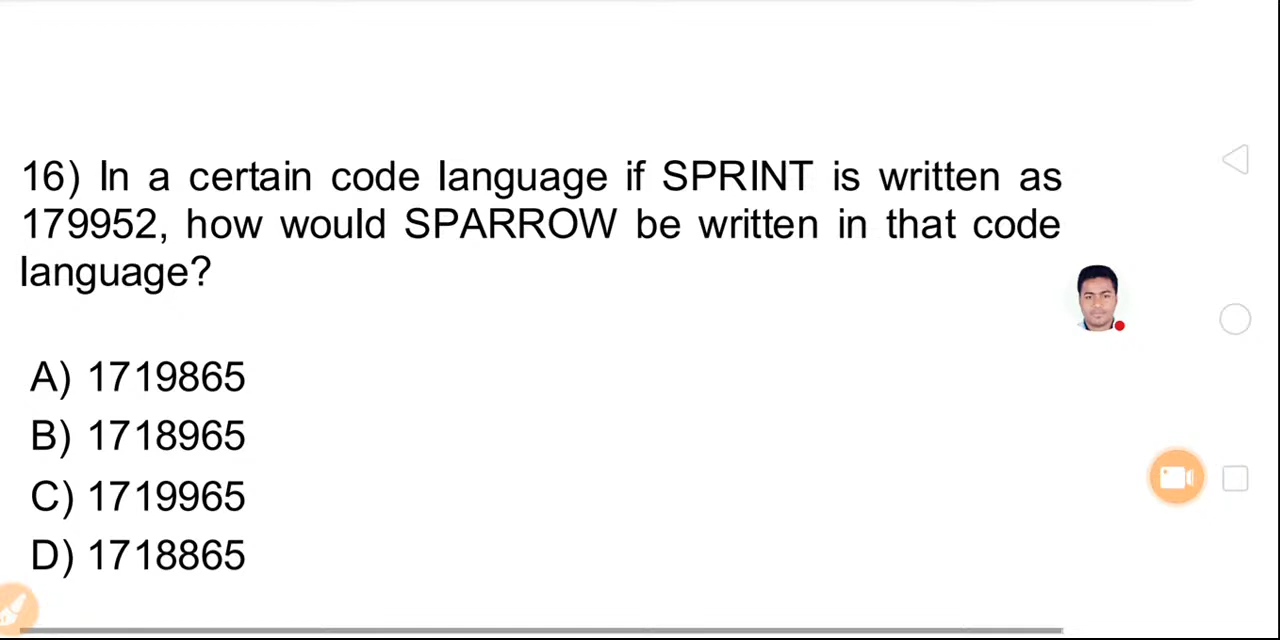 16) In a certain code language if SPRINT is written as
179952, how would SPARROW be written in that code
language?
A) 1719865
B) 1718965
C) 1719965
D) 1718865